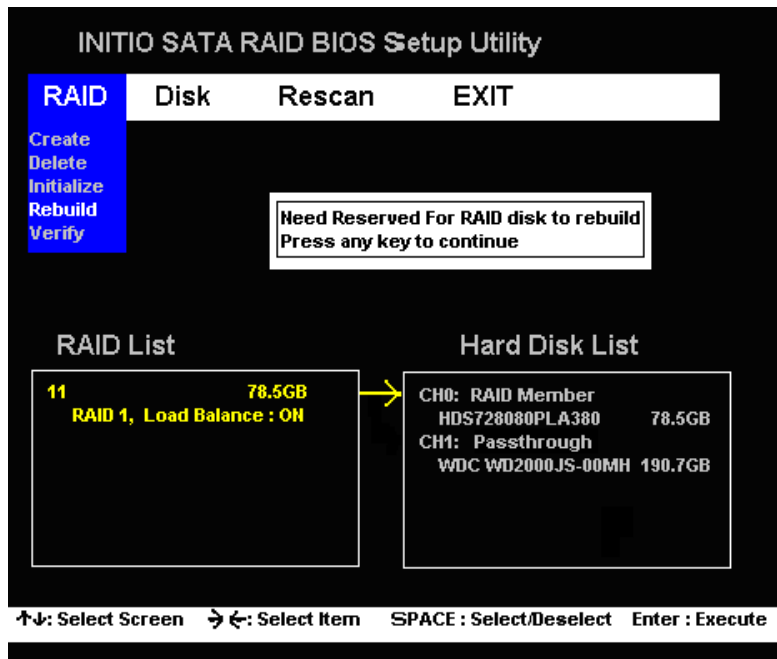 INITIO SATA RAID BIOS Setup Utility
RAID Disk Rescan EXIT
Create
Delete
Initialize
Rebuild
Verify
Need Reserved For RAID disk to rebuild
Press any key to continue
RAID List
11 78.5GB
RAID 1, Load Balance : ON
Hard Disk List
CH0: RAID Member
HDS728080PLA380 78.5GB
CH1: Passthrough
WDC WD2000JS-00MH 190.7GB
↑↓: Select Screen →←: Select Item SPACE : Select/Deselect Enter : Execute